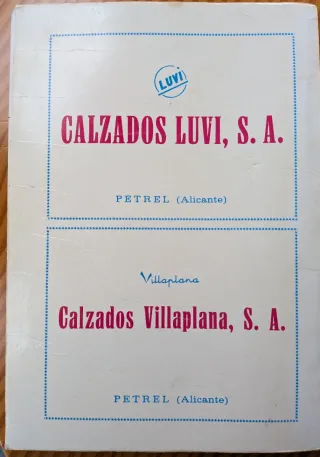 LUVI
CALZADOS LUVI, S. A.
PETREL (Alicante)
Villaplana
Calzados Villaplana, S. A.
PETREL (Alicante)